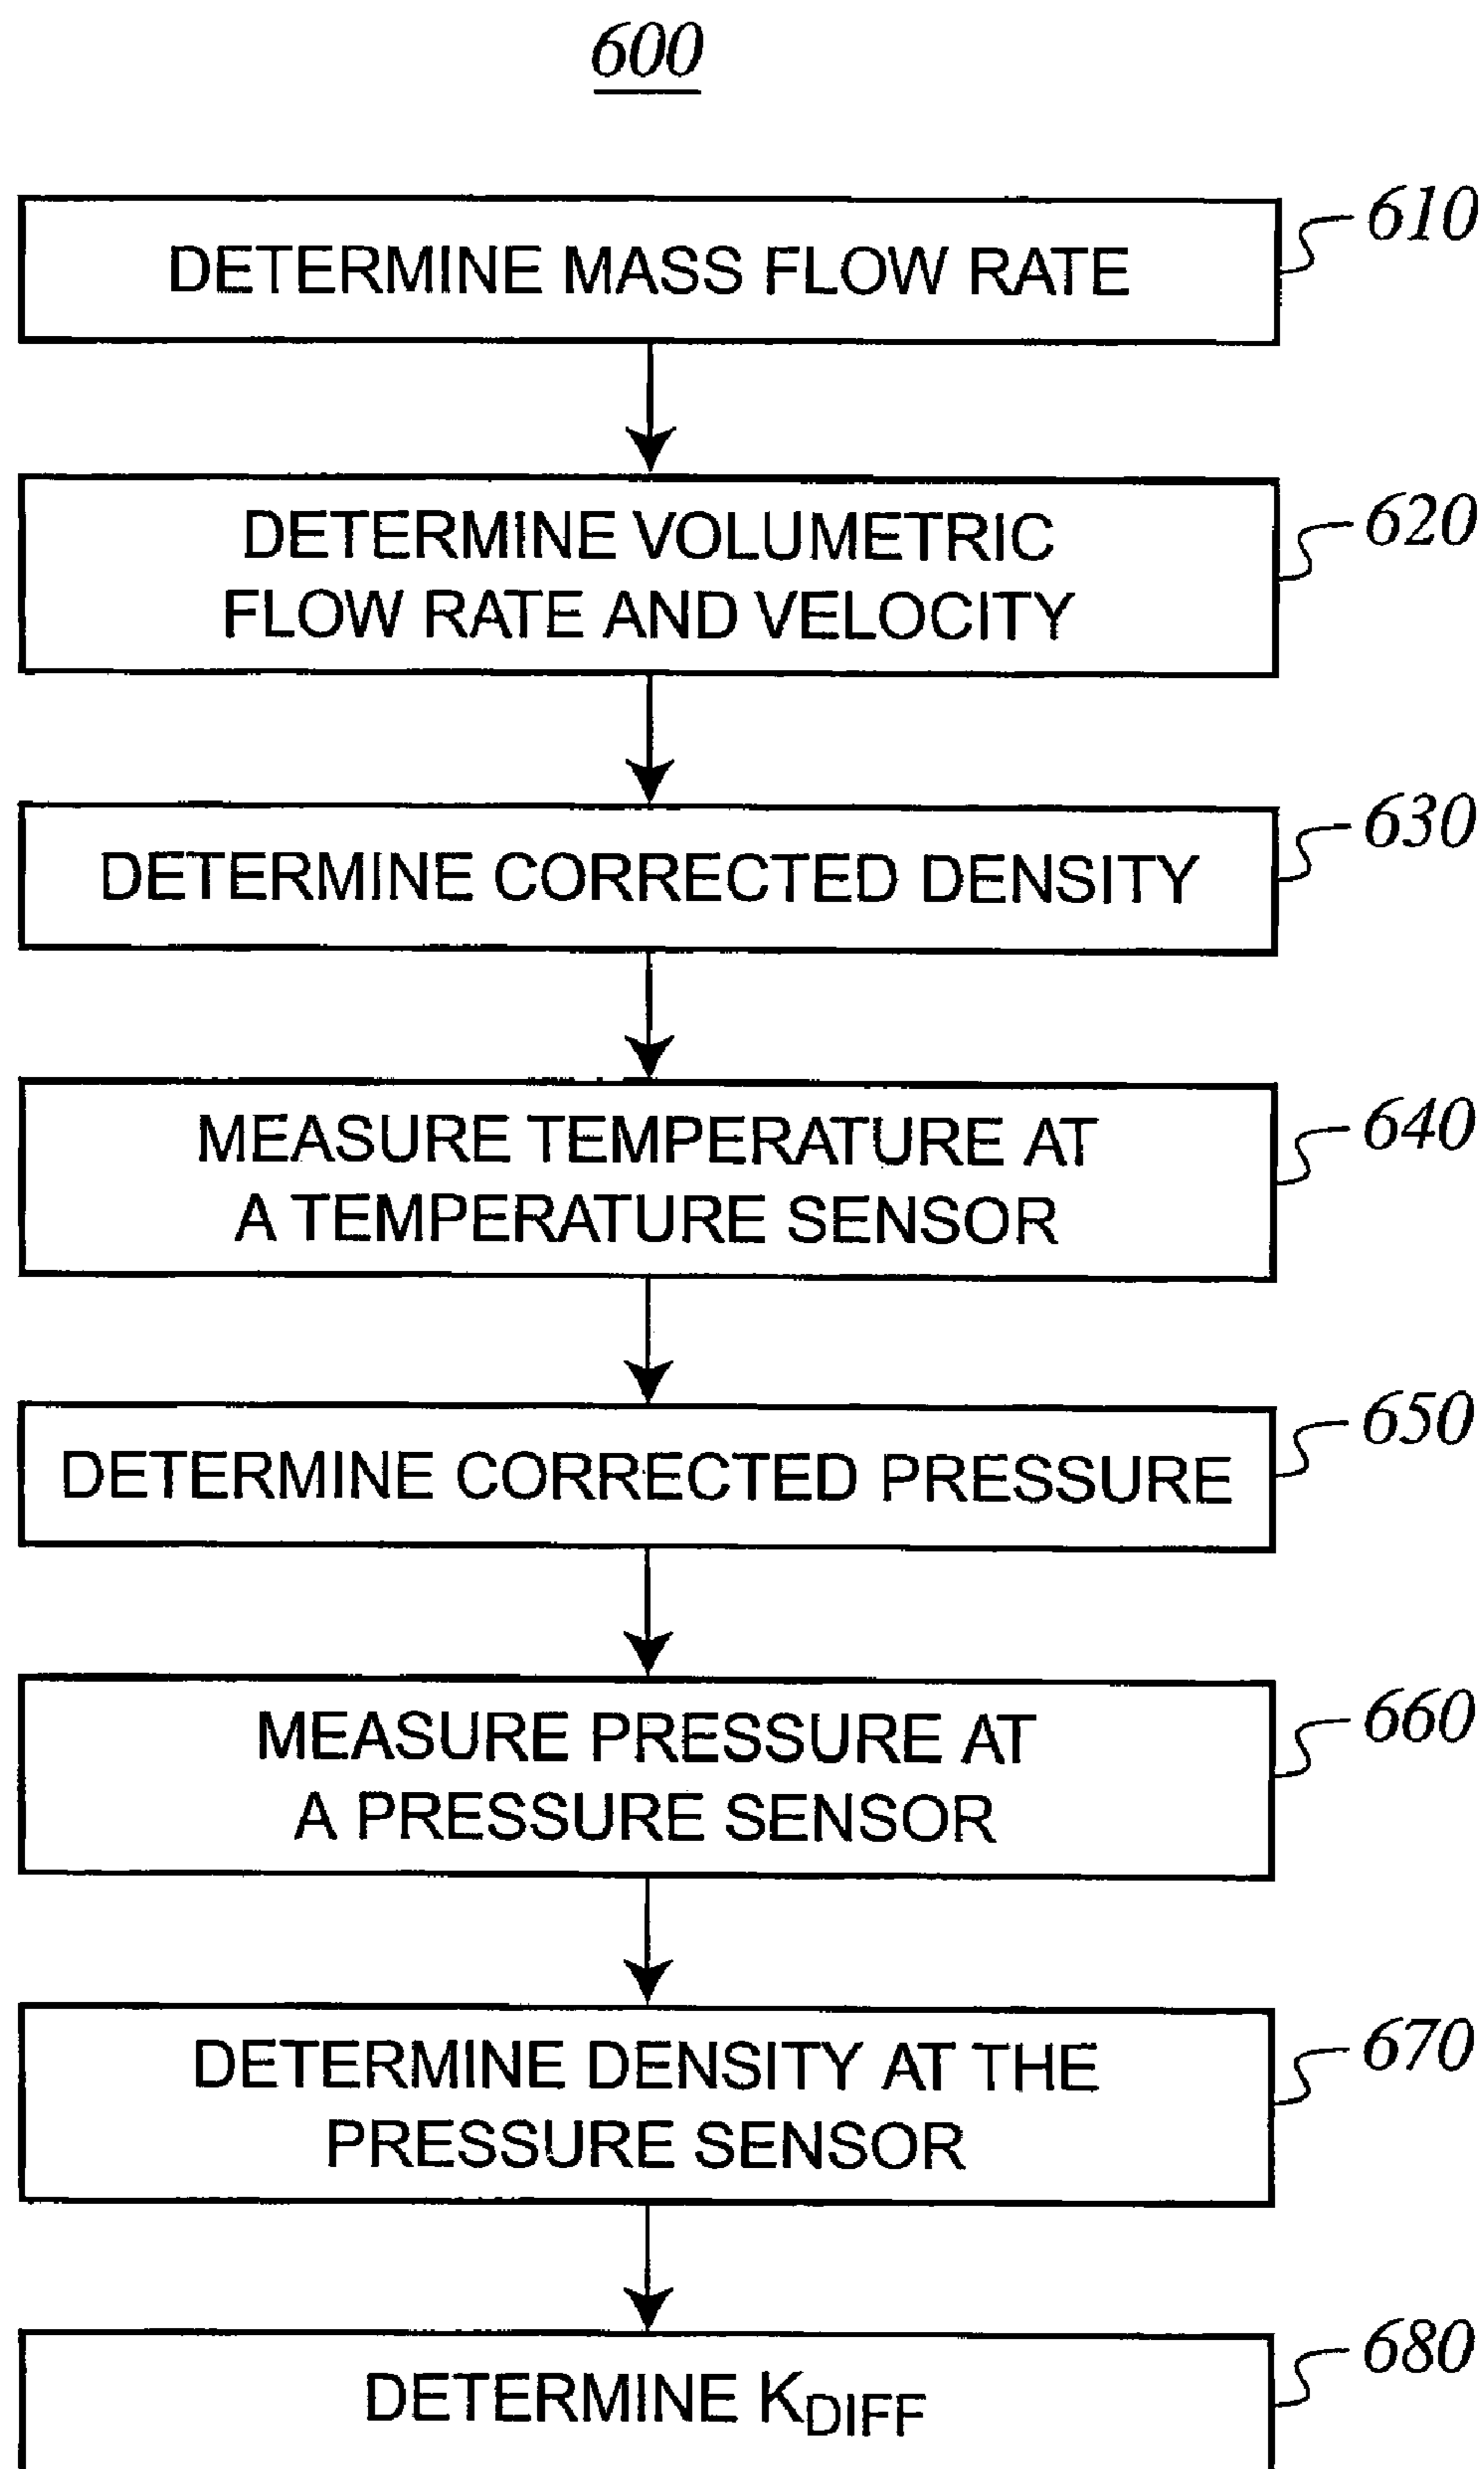 600
610
DETERMINE MASS FLOW RATE
620
DETERMINE VOLUMETRIC
FLOW RATE AND VELOCITY
630
DETERMINE CORRECTED DENSITY
640
MEASURE TEMPERATURE AT
A TEMPERATURE SENSOR
650
DETERMINE CORRECTED PRESSURE
660
MEASURE PRESSURE AT
A PRESSURE SENSOR
670
DETERMINE DENSITY AT THE
PRESSURE SENSOR
680
DETERMINE K_DIFF